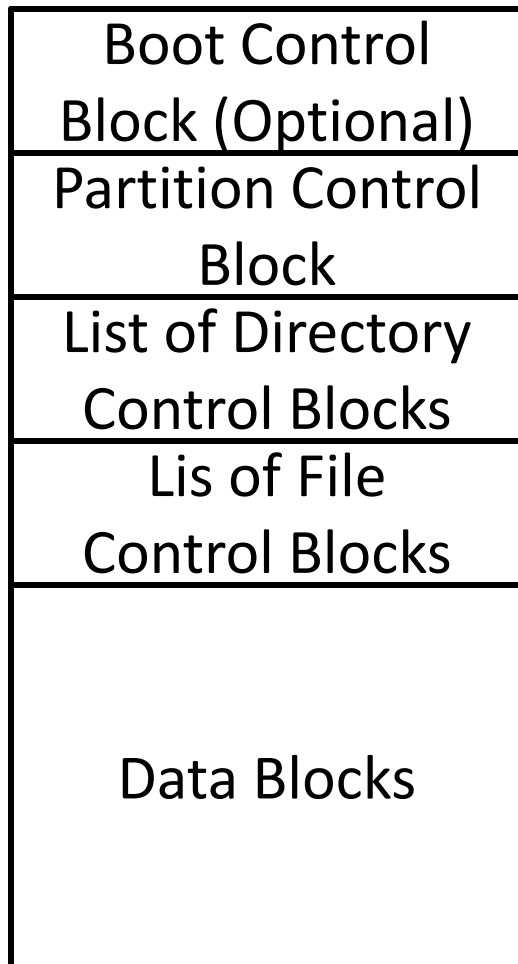 Boot Control
Block (Optional)
Partition Control
Block
List of Directory
Control Blocks
Lis of File
Control Blocks
Data Blocks